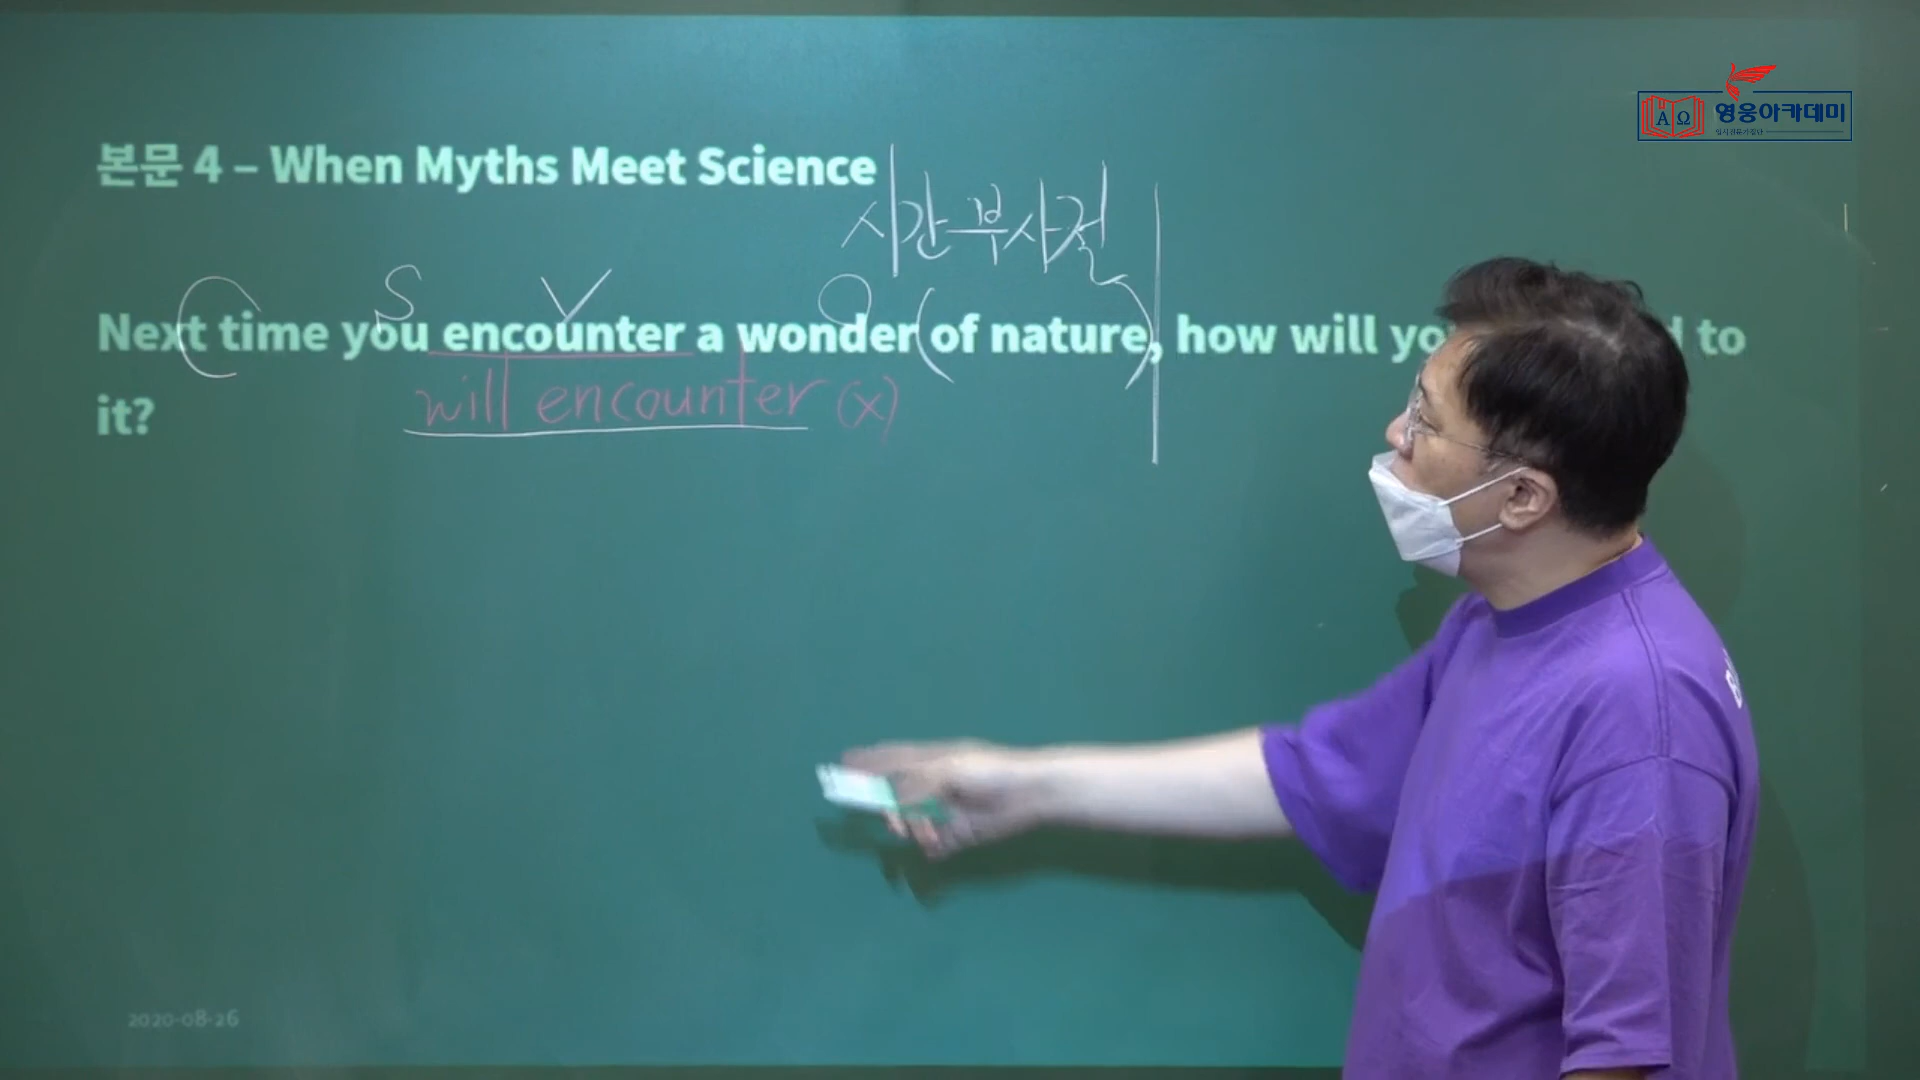 영웅아카데미
본문 4 – When Myths Meet Science
시간부사절
C S V O
Next time you encounter a wonder (of nature), how will yo d to
will encounter (x)
it?
2020-08-26